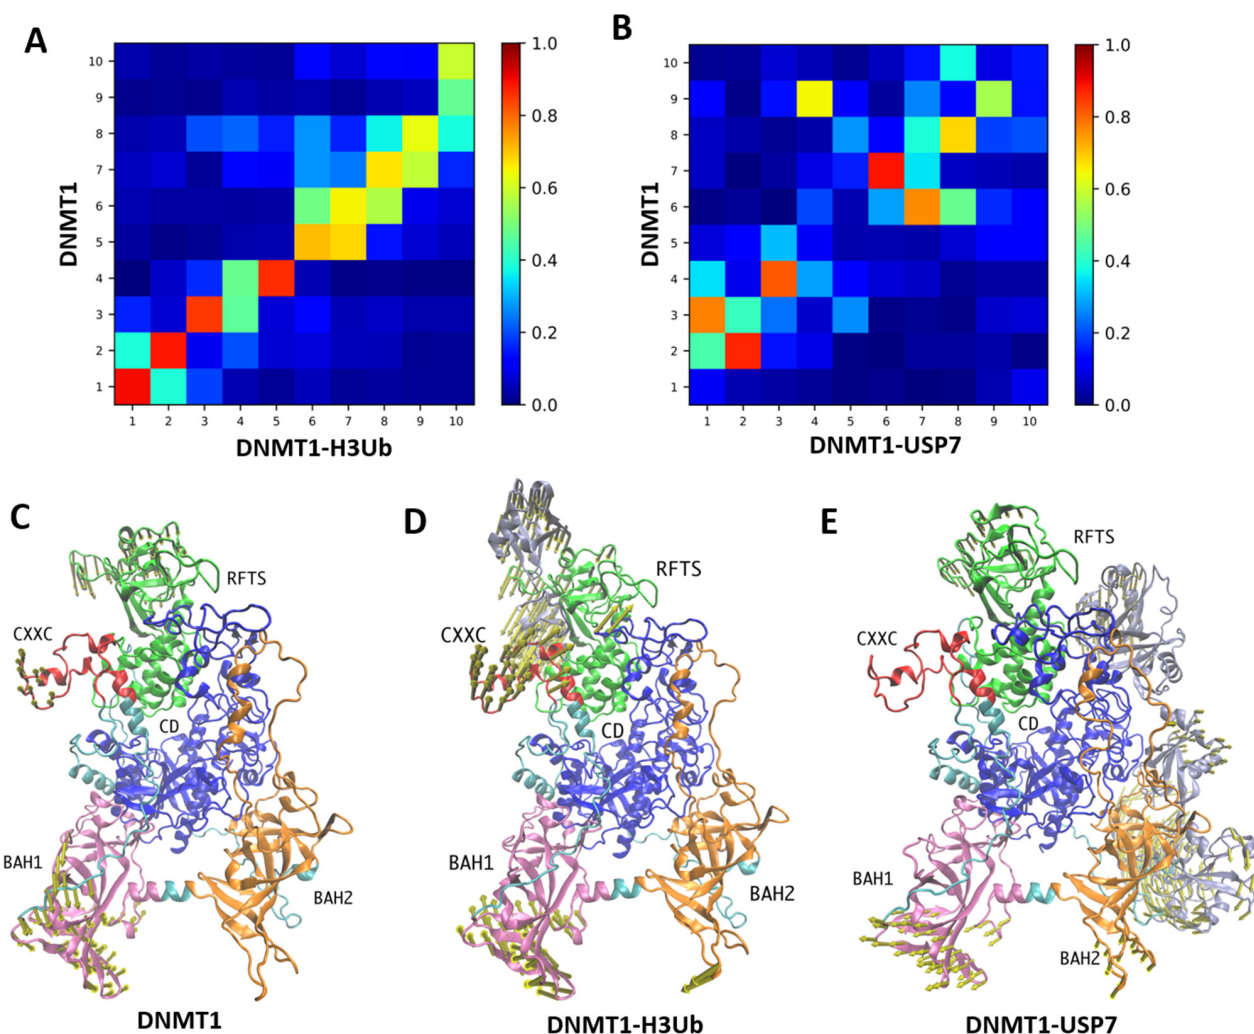 A
DNMT1
10
9
8
7
6
5
4
3
2
1
1 2 3 4 5 6 7 8 9 10
DNMT1-H3Ub
1.0
0.8
0.6
0.4
0.2
0.0
B
DNMT1
10
9
8
7
6
5
4
3
2
1
1 2 3 4 5 6 7 8 9 10
DNMT1-USP7
1.0
0.8
0.6
0.4
0.2
0.0
C
RFTS
CXXC
CD
BAH1
BAH2
DNMT1
D
RFTS
CXXC
CD
BAH1
BAH2
DNMT1-H3Ub
E
RFTS
CXXC
CD
BAH1
BAH2
DNMT1-USP7